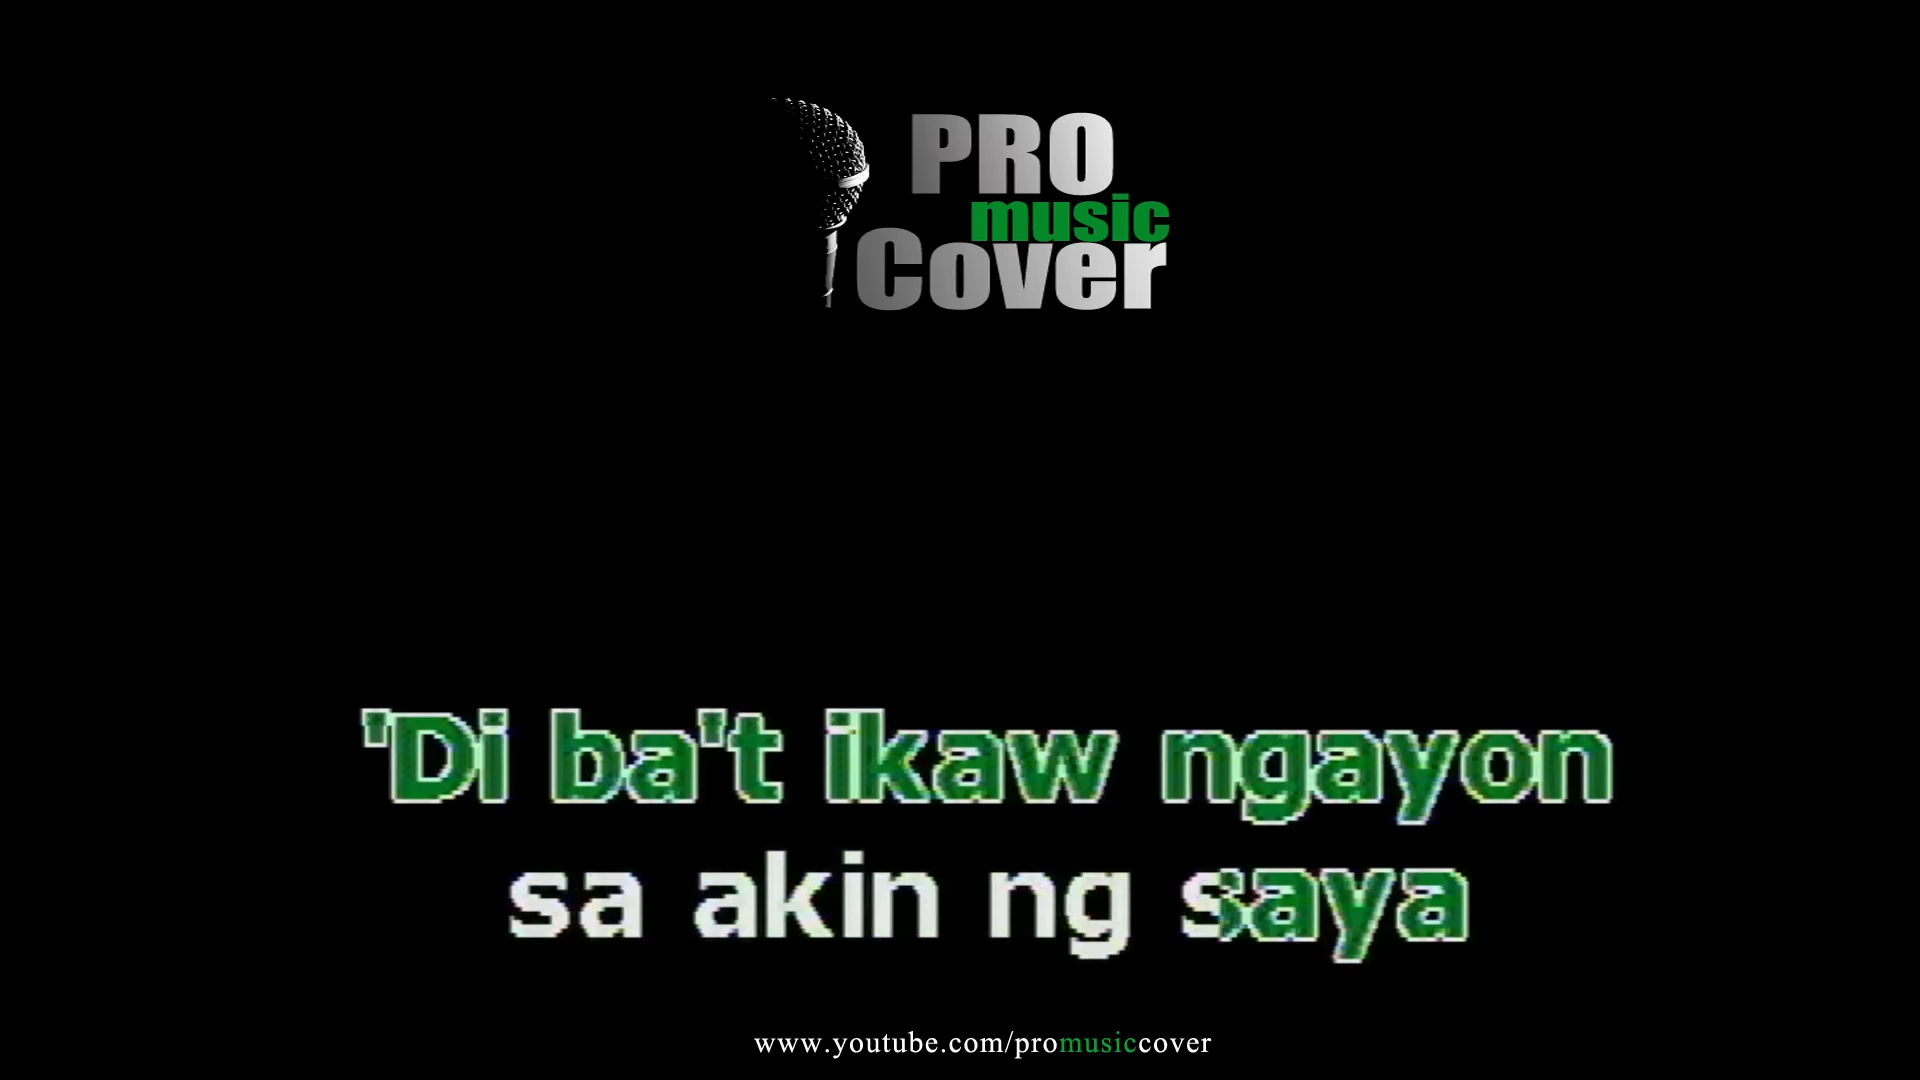 PRO
music
Cover
'Di ba't ikaw ngayon
sa akin ng saya
www.youtube.com/promusiccover